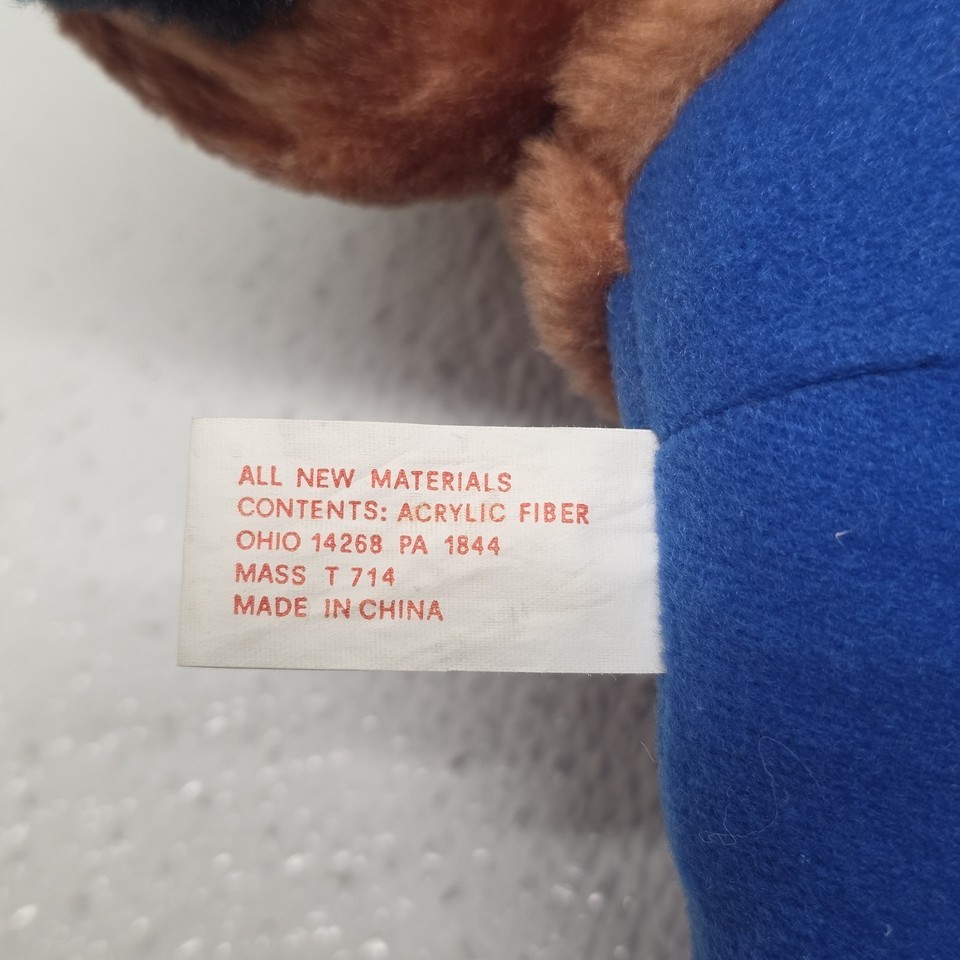 ALL NEW MATERIALS
CONTENTS: ACRYLIC FIBER
OHIO 14268 PA 1844
MASS T 714
MADE IN CHINA